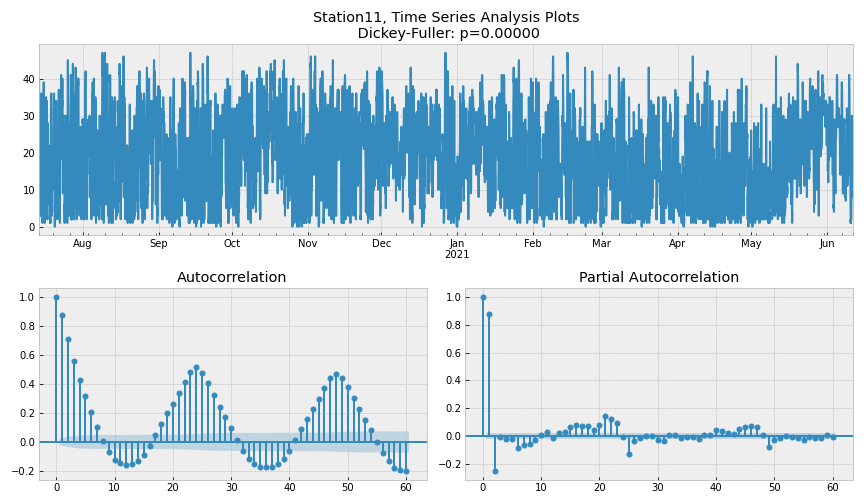 Station11, Time Series Analysis Plots
Dickey-Fuller: p=0.00000
40
30
20
10
0
Aug Sep Oct Nov Dec Jan Feb Mar Apr May Jun
2021
Autocorrelation
1.0
0.8
0.6
0.4
0.2
0.0
−0.2
0 10 20 30 40 50 60
Partial Autocorrelation
1.0
0.8
0.6
0.4
0.2
0.0
−0.2
0 10 20 30 40 50 60